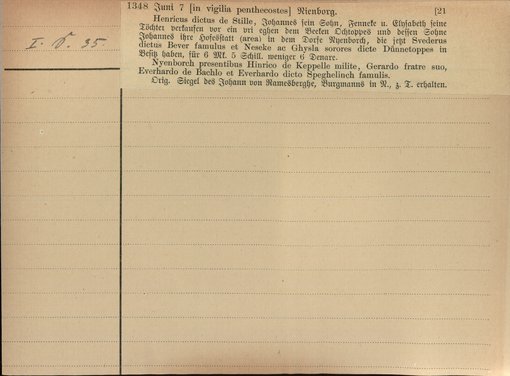 1348 Juni 7 [in vigilia penthecostes] Nienborg. [21
Henricus dictus de Stille, Johannes sein Sohn, Fenneke u. Elysabeth seine
Töchter verkaufen vor ein vri eghen dem Becken Ochtoppes und dessen Sohne
Johannes ihre Hofesstatt (area) in dem Dorfe Nyenborch, die jetzt Svederus
dictus Bever famulus et Neseke ac Ghysla sorores dicte Dünnetoppes in
Besitz haben, für 6 Mk. 5 Schill. weniger 6 Denare.
Nyenborch presentibus Hinrico de Keppelle milite, Gerardo fratre suo,
Everhardo de Bachlo et Everhardo dicto Speghelinch famulis.
Orig. Siegel des Johann von Ramesberghe, Burgmanns in N., z. T. erhalten.
I. 35.